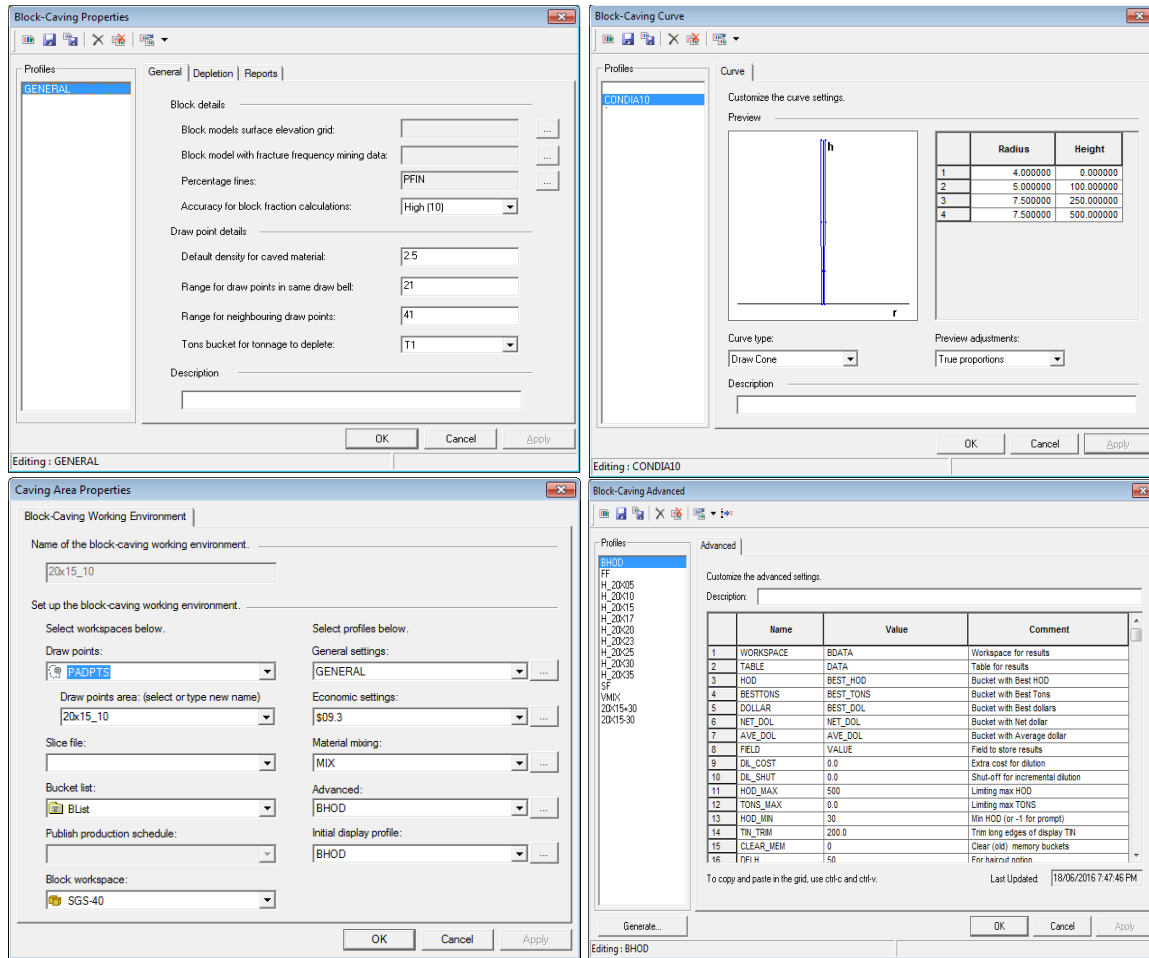 Block-Caving Properties
Profiles
GENERAL
General
Depletion
Reports
Block details
Block models surface elevation grid:
...
Block model with fracture frequency mining data:
...
Percentage fines:
PFIN
...
Accuracy for block fraction calculations:
High (10)
Draw point details
Default density for caved material:
2.5
Range for draw points in same draw bell:
21
Range for neighbouring draw points:
41
Tons bucket for tonnage to deplete:
T1
Description
OK
Cancel
Apply
Editing : GENERAL
Block-Caving Curve
Profiles
CONDIA10
Curve
Customize the curve settings.
Preview
h
r
Radius Height
1 4.000000 0.000000
2 5.000000 100.000000
3 7.500000 250.000000
4 7.500000 500.000000
Curve type:
Draw Cone
Preview adjustments:
True proportions
Description
OK
Cancel
Apply
Editing : CONDIA10
Caving Area Properties
Block-Caving Working Environment
Name of the block-caving working environment.
20x15_10
Set up the block-caving working environment.
Select workspaces below.
Draw points:
PADPTS
Draw points area: (select or type new name)
20x15_10
Slice file:
Bucket list:
BList
Publish production schedule:
Block workspace:
SGS-40
Select profiles below.
General settings:
GENERAL
...
Economic settings:
$09.3
...
Material mixing:
MIX
...
Advanced:
BHOD
...
Initial display profile:
BHOD
...
OK
Cancel
Apply
Block-Caving Advanced
Profiles
BHOD
FF
H_20X05
H_20X10
H_20X15
H_20X17
H_20X20
H_20X23
H_20X25
H_20X30
H_20X35
SF
VMIX
20X15+30
20X15-30
Generate...
Advanced
Customize the advanced settings.
Description:
Name Value Comment
1 WORKSPACE BDATA Workspace for results
2 TABLE DATA Table for results
3 HOD BEST_HOD Bucket with Best HOD
4 BESTTONS BEST_TONS Bucket with Best Tons
5 DOLLAR BEST_DOL Bucket with Best dollars
6 NET_DOL NET_DOL Bucket with Net dollar
7 AVE_DOL AVE_DOL Bucket with Average dollar
8 FIELD VALUE Field to store results
9 DIL_COST 0.0 Extra cost for dilution
10 DIL_SHUT 0.0 Shut-off for incremental dilution
11 HOD_MAX 500 Limiting max HOD
12 TONS_MAX 0.0 Limiting max TONS
13 HOD_MIN 30 Min HOD (or -1 for prompt)
14 TIN_TRIM 200.0 Trim long edges of display TIN
15 CLEAR_MEM 0 Clear (old) memory buckets
16 DELH 50 For haircut option
To copy and paste in the grid, use ctrl-c and ctrl-v.
Last Updated: 18/06/2016 7:47:46 PM
OK
Cancel
Apply
Editing : BHOD